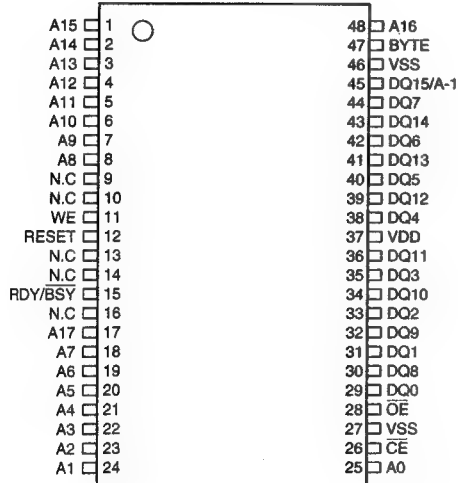 A15 1 48 A16
A14 2 47 BYTE
A13 3 46 VSS
A12 4 45 DQ15/A-1
A11 5 44 DQ7
A10 6 43 DQ14
A9 7 42 DQ6
A8 8 41 DQ13
N.C 9 40 DQ5
N.C 10 39 DQ12
WE 11 38 DQ4
RESET 12 37 VDD
N.C 13 36 DQ11
N.C 14 35 DQ3
RDY/BSY 15 34 DQ10
N.C 16 33 DQ2
A17 17 32 DQ9
A7 18 31 DQ1
A6 19 30 DQ8
A5 20 29 DQ0
A4 21 28 OE
A3 22 27 VSS
A2 23 26 CE
A1 24 25 A0